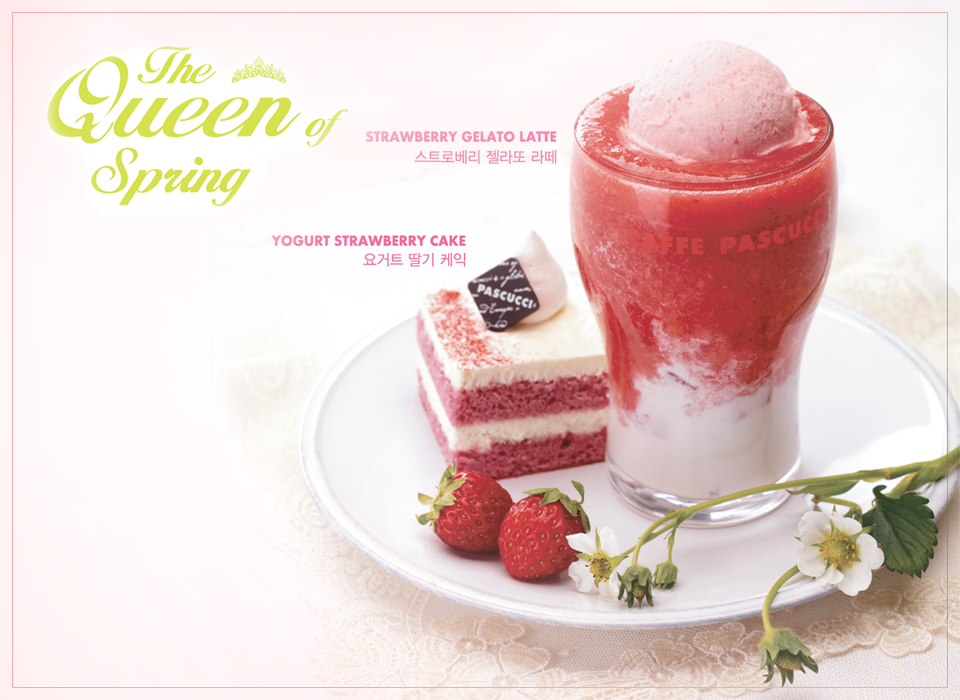 The
Queen of
Spring
STRAWBERRY GELATO LATTE
스트로베리 젤라또 라떼
YOGURT STRAWBERRY CAKE
요거트 딸기 케익
PASCUCCI
CAFFE PASCUCCI